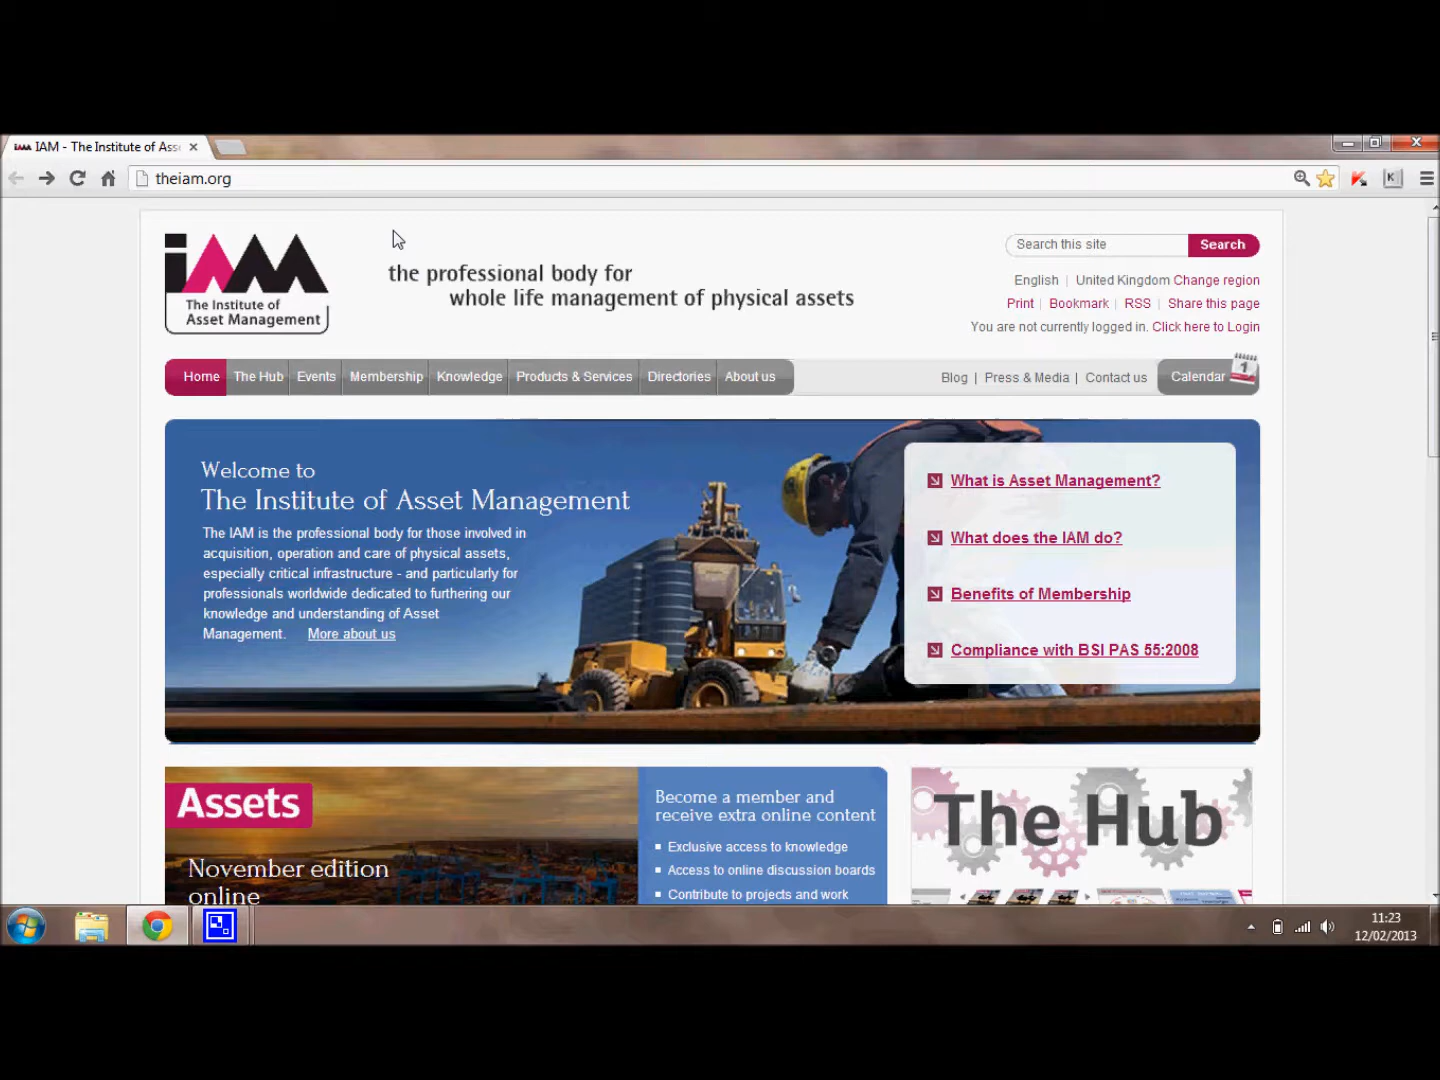 IAM - The Institute of Ass
theiam.org
iAM
The Institute of
Asset Management
the professional body for
whole life management of physical assets
Search this site
Search
English | United Kingdom Change region
Print | Bookmark | RSS | Share this page
You are not currently logged in. Click here to Login
Home
The Hub
Events
Membership
Knowledge
Products & Services
Directories
About us
Blog | Press & Media | Contact us
Calendar
1
Welcome to
The Institute of Asset Management
The IAM is the professional body for those involved in
acquisition, operation and care of physical assets,
especially critical infrastructure - and particularly for
professionals worldwide dedicated to furthering our
knowledge and understanding of Asset
Management. More about us
What is Asset Management?
What does the IAM do?
Benefits of Membership
Compliance with BSI PAS 55:2008
Assets
November edition
online
Become a member and
receive extra online content
Exclusive access to knowledge
Access to online discussion boards
Contribute to projects and work
The Hub
11:23
12/02/2013